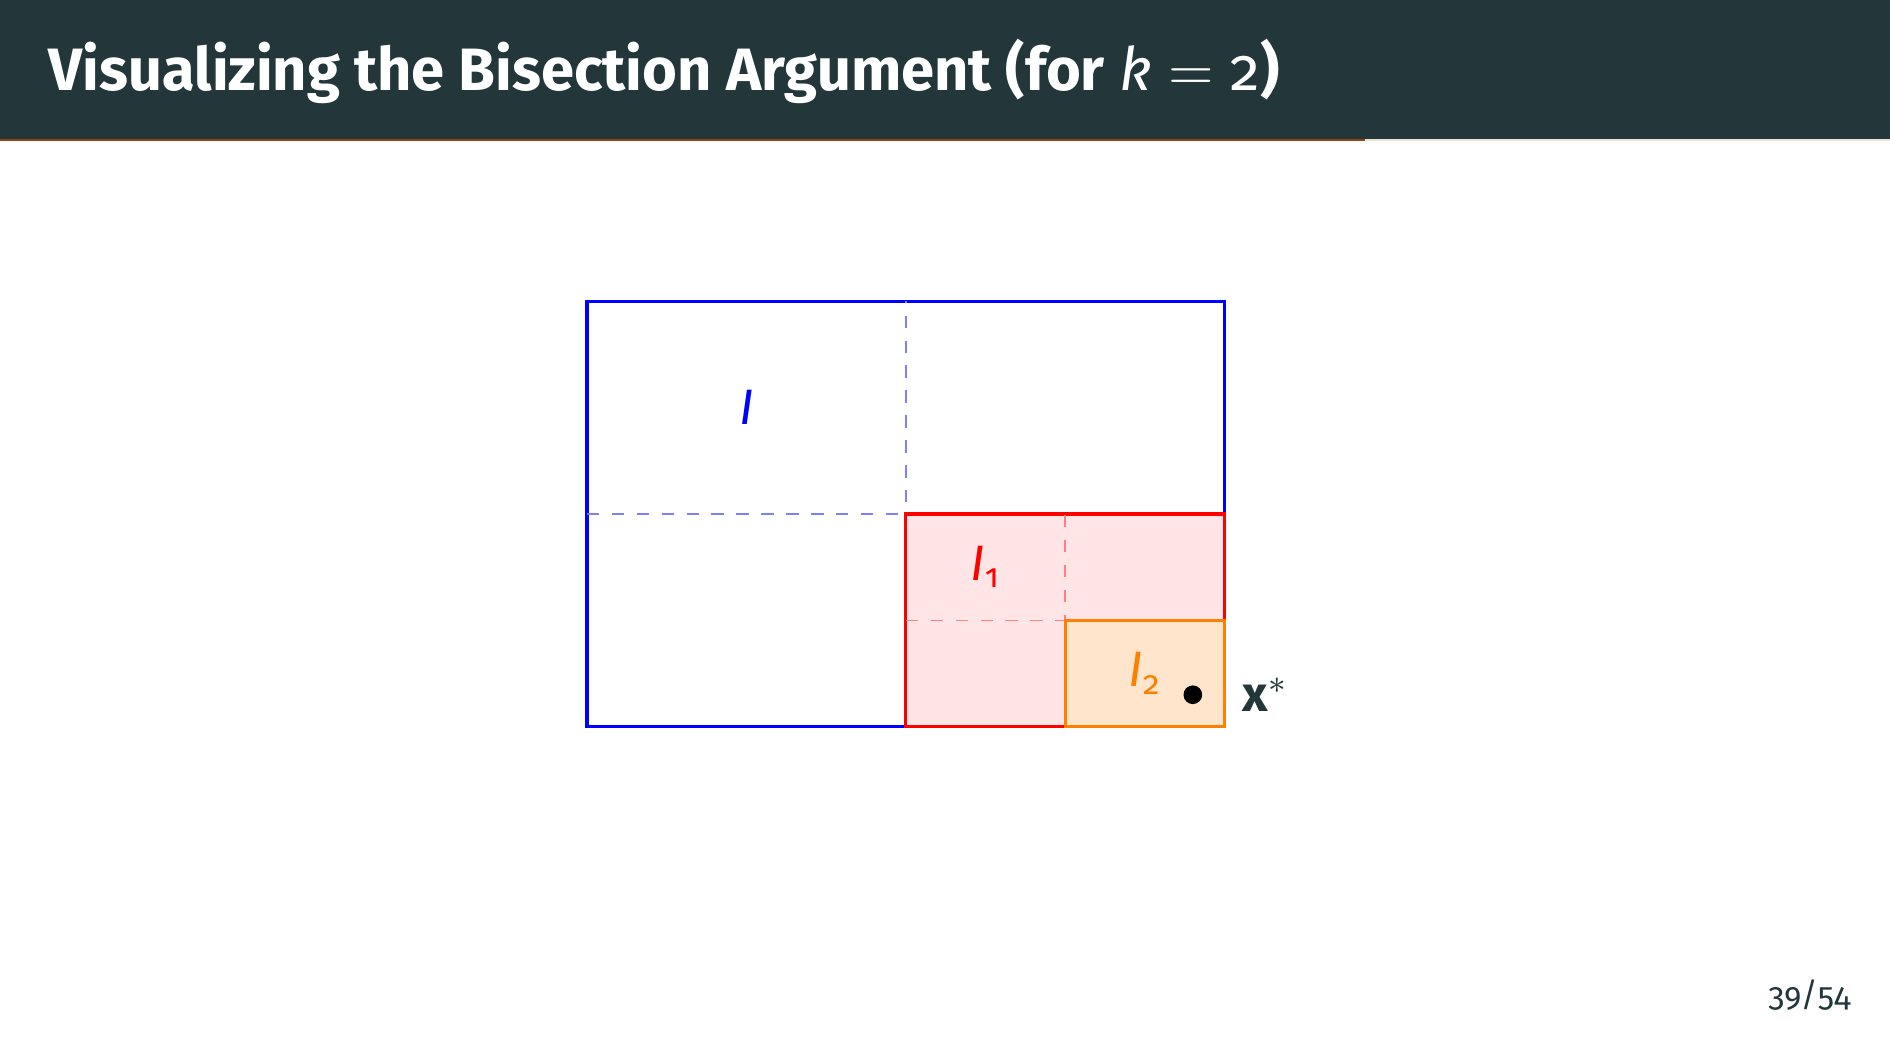 Visualizing the Bisection Argument (for k = 2)
I
I₁
I₂
x*
39/54